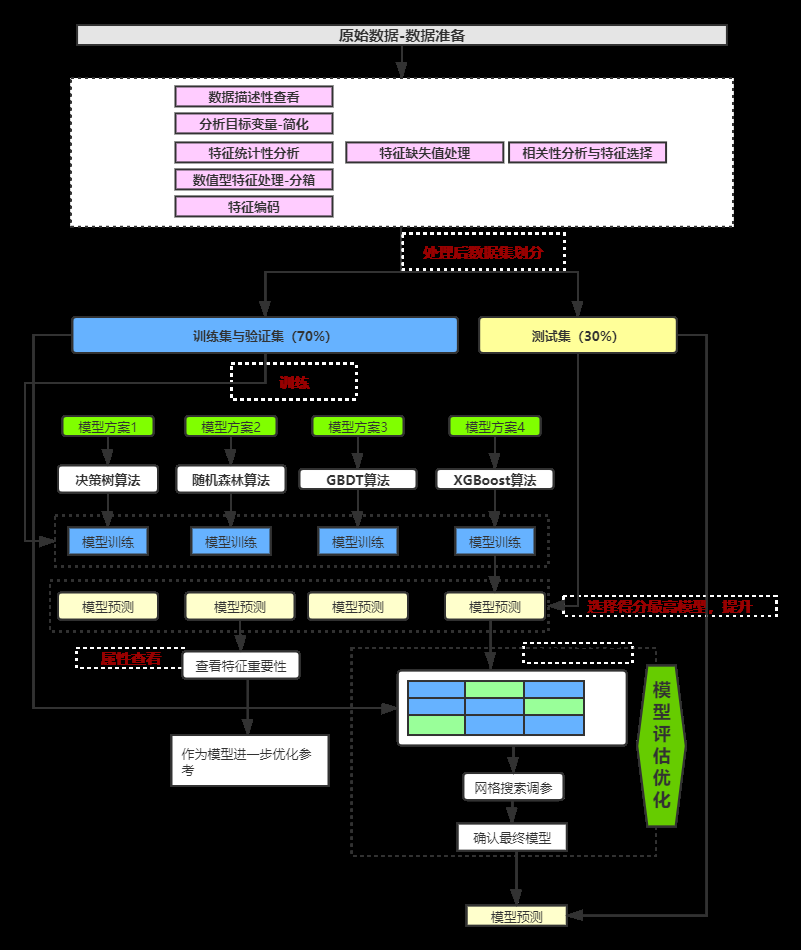 原始数据-数据准备
数据描述性查看
分析目标变量-简化
特征统计性分析
特征缺失值处理
相关性分析与特征选择
数值型特征处理-分箱
特征编码
处理后数据集划分
训练集与验证集（70%）
测试集（30%）
训练
模型方案1
模型方案2
模型方案3
模型方案4
决策树算法
随机森林算法
GBDT算法
XGBoost算法
模型训练
模型训练
模型训练
模型训练
模型预测
模型预测
模型预测
模型预测
选择得分最高模型，提升
属性查看
查看特征重要性
模型评估优化
作为模型进一步优化参
考
网格搜索调参
确认最终模型
模型预测